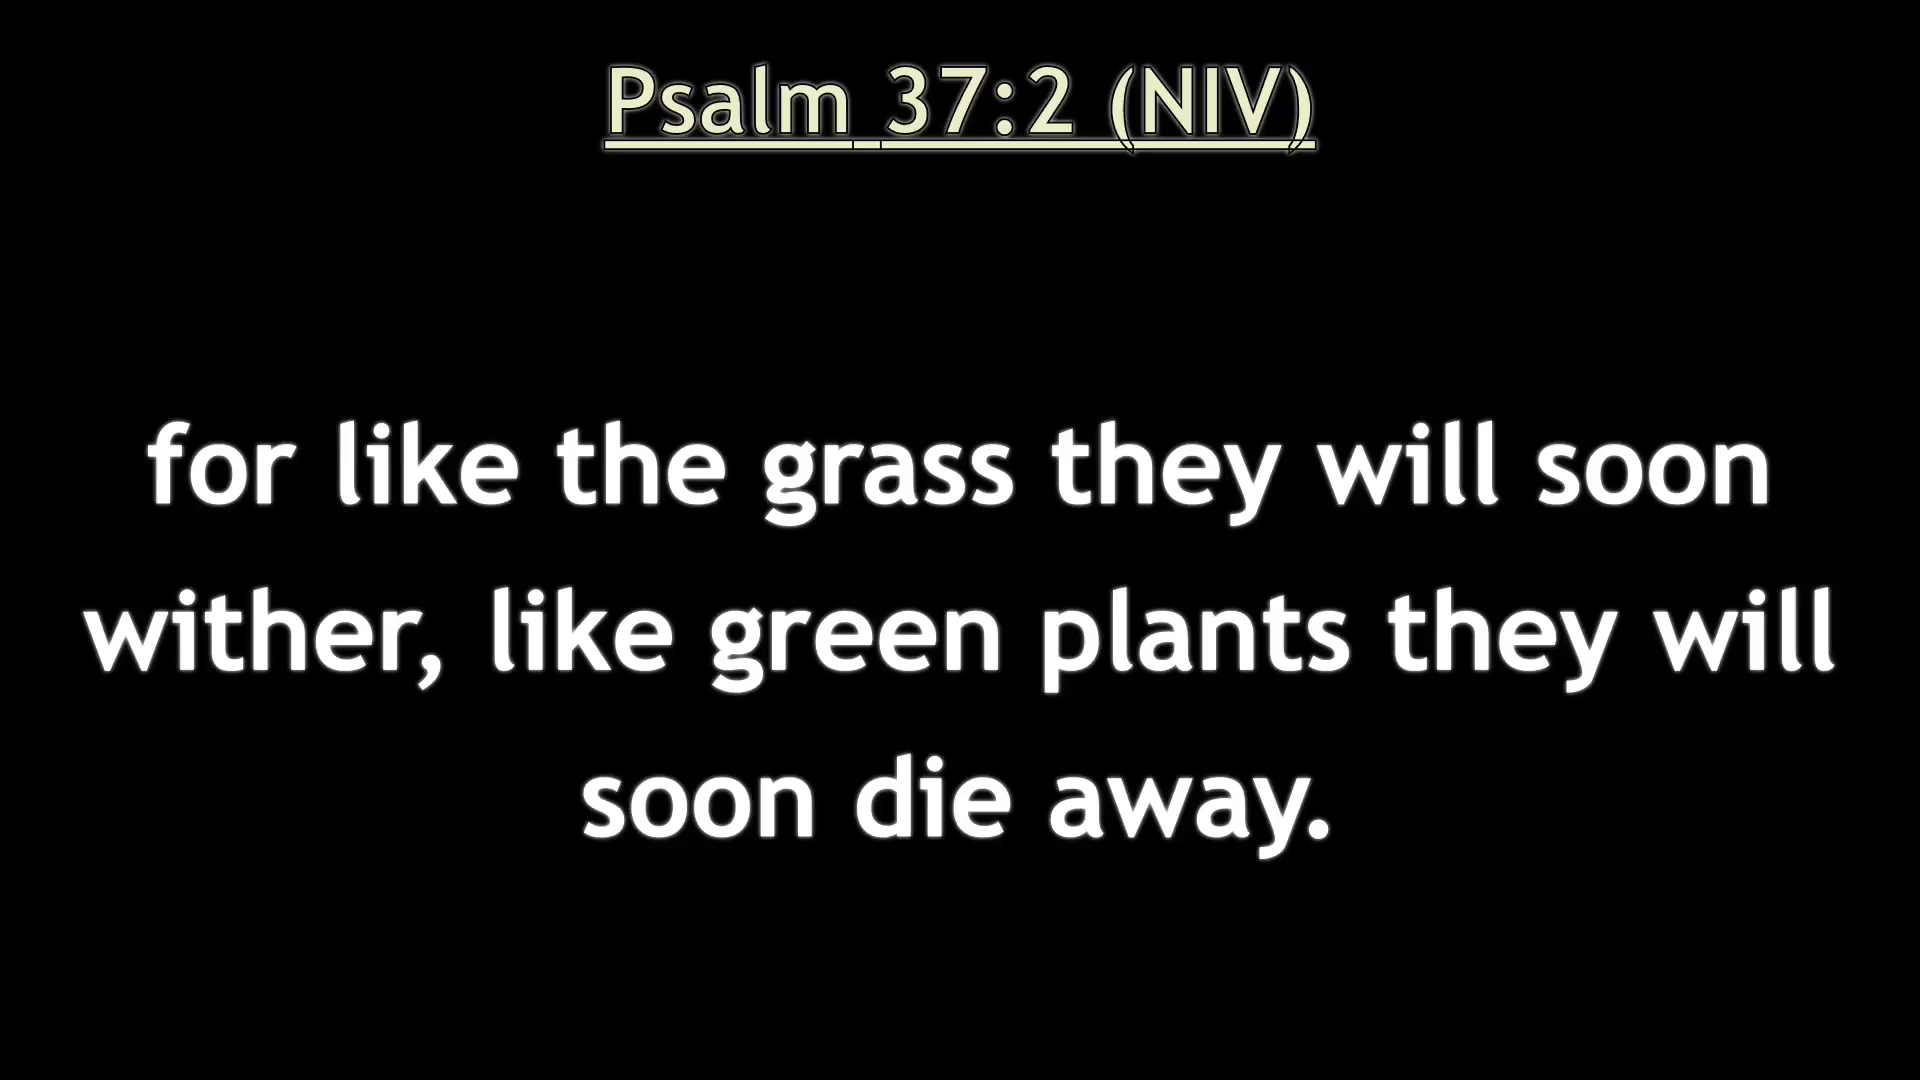 Psalm 37:2 (NIV)
for like the grass they will soon
wither, like green plants they will
soon die away.